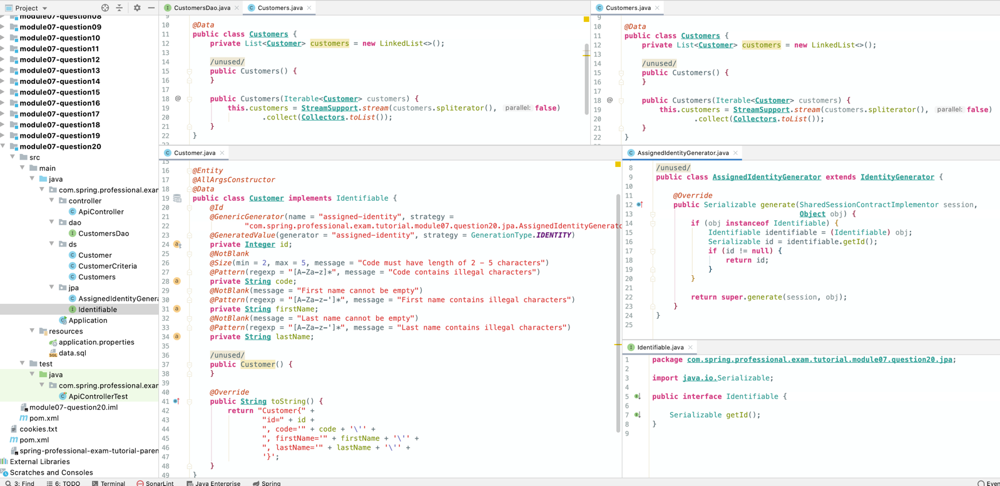 Project
module07-question08
module07-question09
module07-question10
module07-question11
module07-question12
module07-question13
module07-question14
module07-question15
module07-question16
module07-question17
module07-question18
module07-question19
module07-question20
src
main
java
com.spring.professional.exam
controller
ApiController
dao
CustomersDao
ds
Customer
CustomerCriteria
Customers
jpa
AssignedIdentityGenera
Identifiable
Application
resources
application.properties
data.sql
test
java
com.spring.professional.exam
ApiControllerTest
module07-question20.iml
pom.xml
cookies.txt
pom.xml
spring-professional-exam-tutorial-paren
External Libraries
Scratches and Consoles
CustomersDao.java
Customers.java
9
10 @Data
11 public class Customers {
12 private List<Customer> customers = new LinkedList<>();
13
14 /unused/
15 public Customers() {
16 }
17
18 @ public Customers(Iterable<Customer> customers) {
19 this.customers = StreamSupport.stream(customers.spliterator(), parallel: false)
20 .collect(Collectors.toList());
21 }
22 }
23
Customers.java
9
10 @Data
11 public class Customers {
12 private List<Customer> customers = new LinkedList<>();
13
14 /unused/
15 public Customers() {
16 }
17
18 @ public Customers(Iterable<Customer> customers) {
19 this.customers = StreamSupport.stream(customers.spliterator(), parallel: false)
20 .collect(Collectors.toList());
21 }
22 }
Customer.java
15
16 @Entity
17 @AllArgsConstructor
18 @Data
19 public class Customer implements Identifiable {
20 @Id
21 @GenericGenerator(name = "assigned-identity", strategy =
22 "com.spring.professional.exam.tutorial.module07.question20.jpa.AssignedIdentityGenerato
23 @GeneratedValue(generator = "assigned-identity", strategy = GenerationType.IDENTITY)
24 private Integer id;
25 @NotBlank
26 @Size(min = 2, max = 5, message = "Code must have length of 2 - 5 characters")
27 @Pattern(regexp = "[A-Za-z]*", message = "Code contains illegal characters")
28 private String code;
29 @NotBlank(message = "First name cannot be empty")
30 @Pattern(regexp = "[A-Za-z-']*", message = "First name contains illegal characters")
31 private String firstName;
32 @NotBlank(message = "Last name cannot be empty")
33 @Pattern(regexp = "[A-Za-z-']*", message = "Last name contains illegal characters")
34 private String lastName;
35
36 /unused/
37 public Customer() {
38 }
39
40 @Override
41 public String toString() {
42 return "Customer{" +
43 "id=" + id +
44 ", code='" + code + '\'' +
45 ", firstName='" + firstName + '\'' +
46 ", lastName='" + lastName + '\'' +
47 '}';
48 }
49 }
AssignedIdentityGenerator.java
8 /unused/
9 public class AssignedIdentityGenerator extends IdentityGenerator {
10
11 @Override
12 public Serializable generate(SharedSessionContractImplementor session,
13 Object obj) {
14 if (obj instanceof Identifiable) {
15 Identifiable identifiable = (Identifiable) obj;
16 Serializable id = identifiable.getId();
17 if (id != null) {
18 return id;
19 }
20 }
21
22 return super.generate(session, obj);
23 }
24 }
25
Identifiable.java
1 package com.spring.professional.exam.tutorial.module07.question20.jpa;
2
3 import java.io.Serializable;
4
5 public interface Identifiable {
6
7 Serializable getId();
8 }
9
3: Find 6: TODO Terminal SonarLint Java Enterprise Spring Even